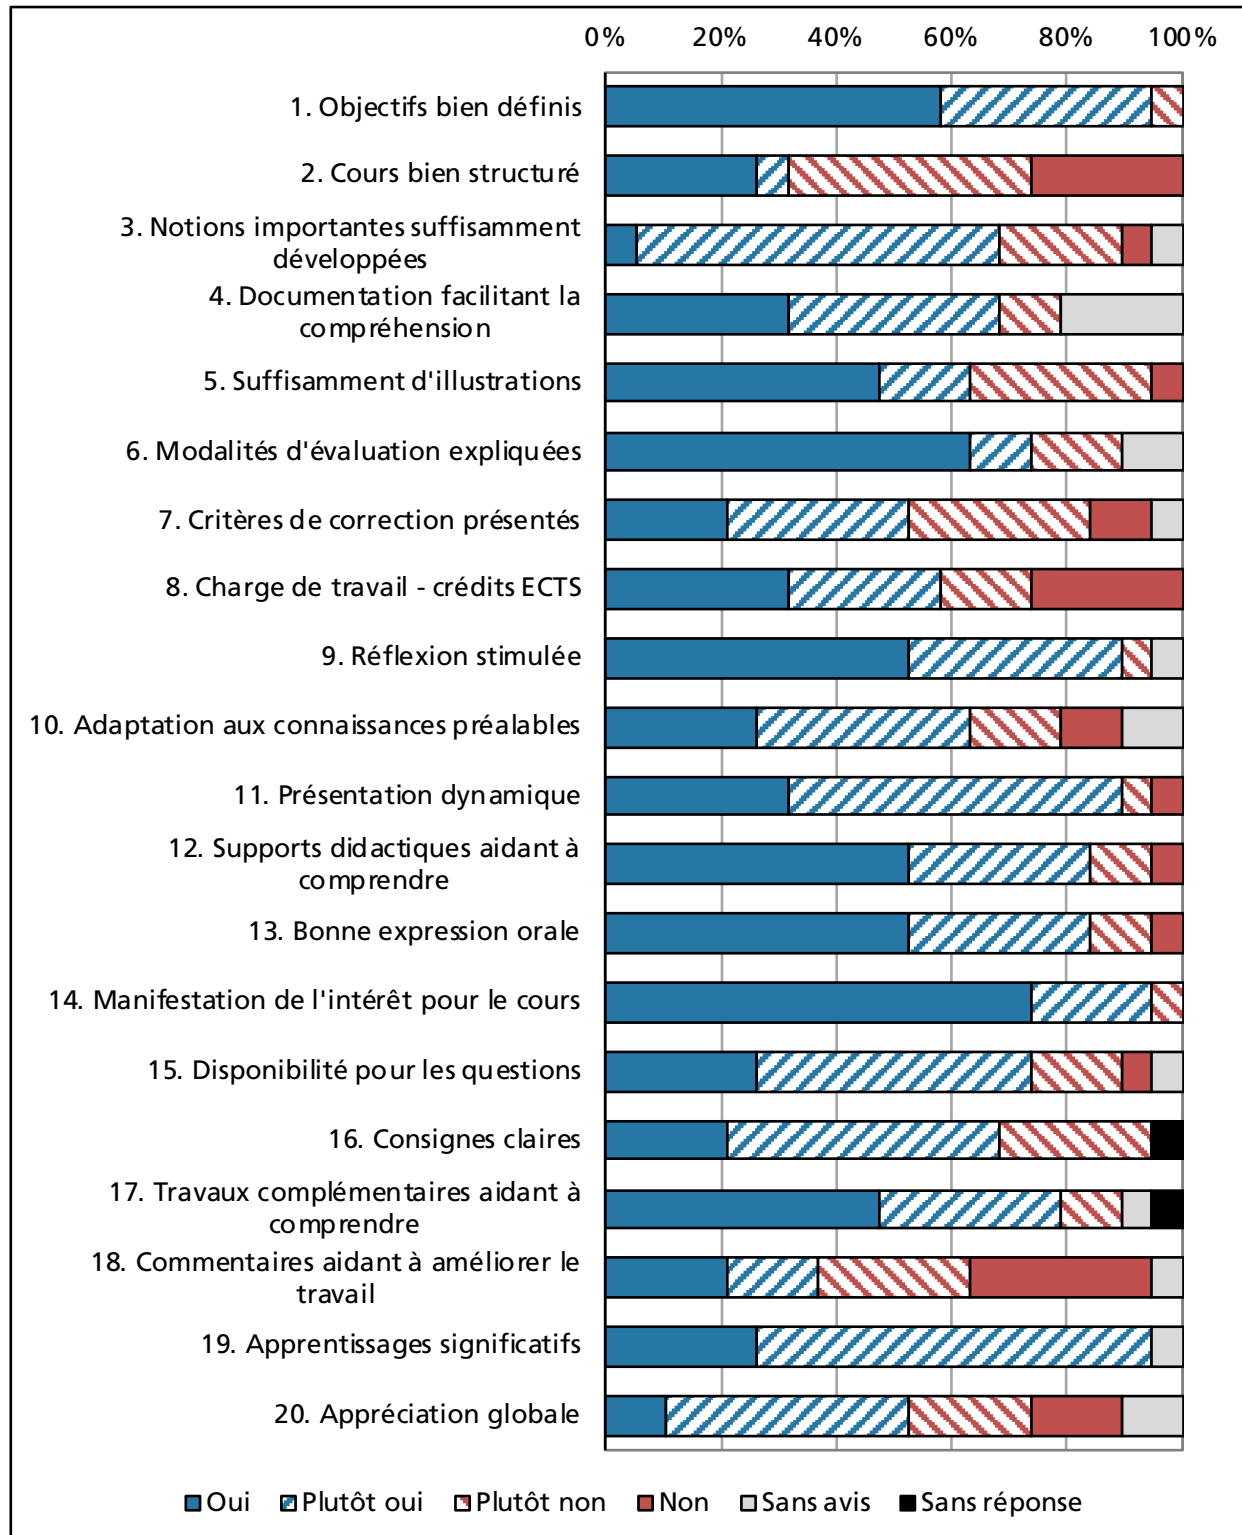 0% 20% 40% 60% 80% 100%
1. Objectifs bien définis
2. Cours bien structuré
3. Notions importantes suffisamment
développées
4. Documentation facilitant la
compréhension
5. Suffisamment d'illustrations
6. Modalités d'évaluation expliquées
7. Critères de correction présentés
8. Charge de travail - crédits ECTS
9. Réflexion stimulée
10. Adaptation aux connaissances préalables
11. Présentation dynamique
12. Supports didactiques aidant à
comprendre
13. Bonne expression orale
14. Manifestation de l'intérêt pour le cours
15. Disponibilité pour les questions
16. Consignes claires
17. Travaux complémentaires aidant à
comprendre
18. Commentaires aidant à améliorer le
travail
19. Apprentissages significatifs
20. Appréciation globale
Oui Plutôt oui Plutôt non Non Sans avis Sans réponse